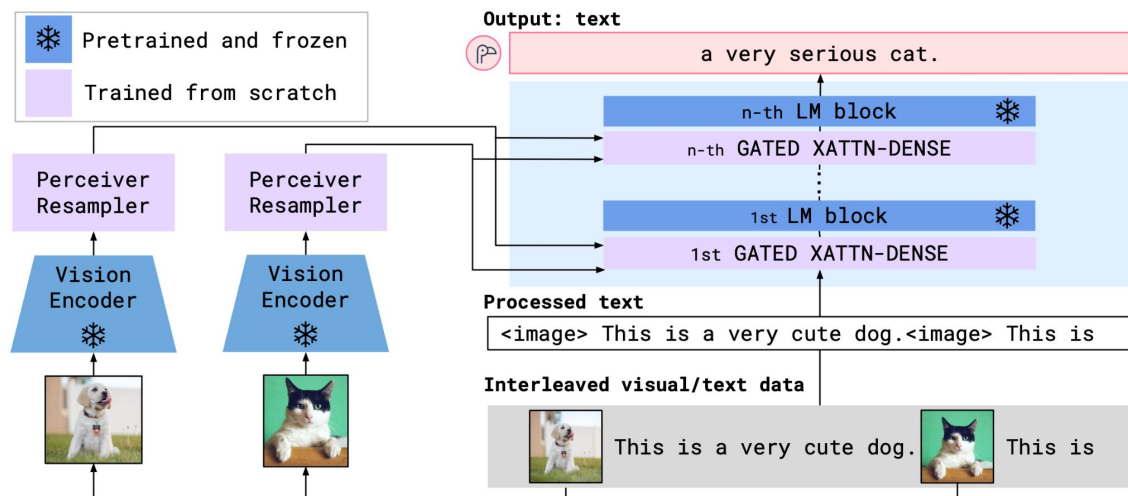 Pretrained and frozen
Trained from scratch
Perceiver
Resampler
Perceiver
Resampler
Vision
Encoder
Vision
Encoder
Output: text
a very serious cat.
n-th LM block
n-th GATED XATTN-DENSE
1st LM block
1st GATED XATTN-DENSE
Processed text
<image> This is a very cute dog.<image> This is
Interleaved visual/text data
This is a very cute dog.
This is